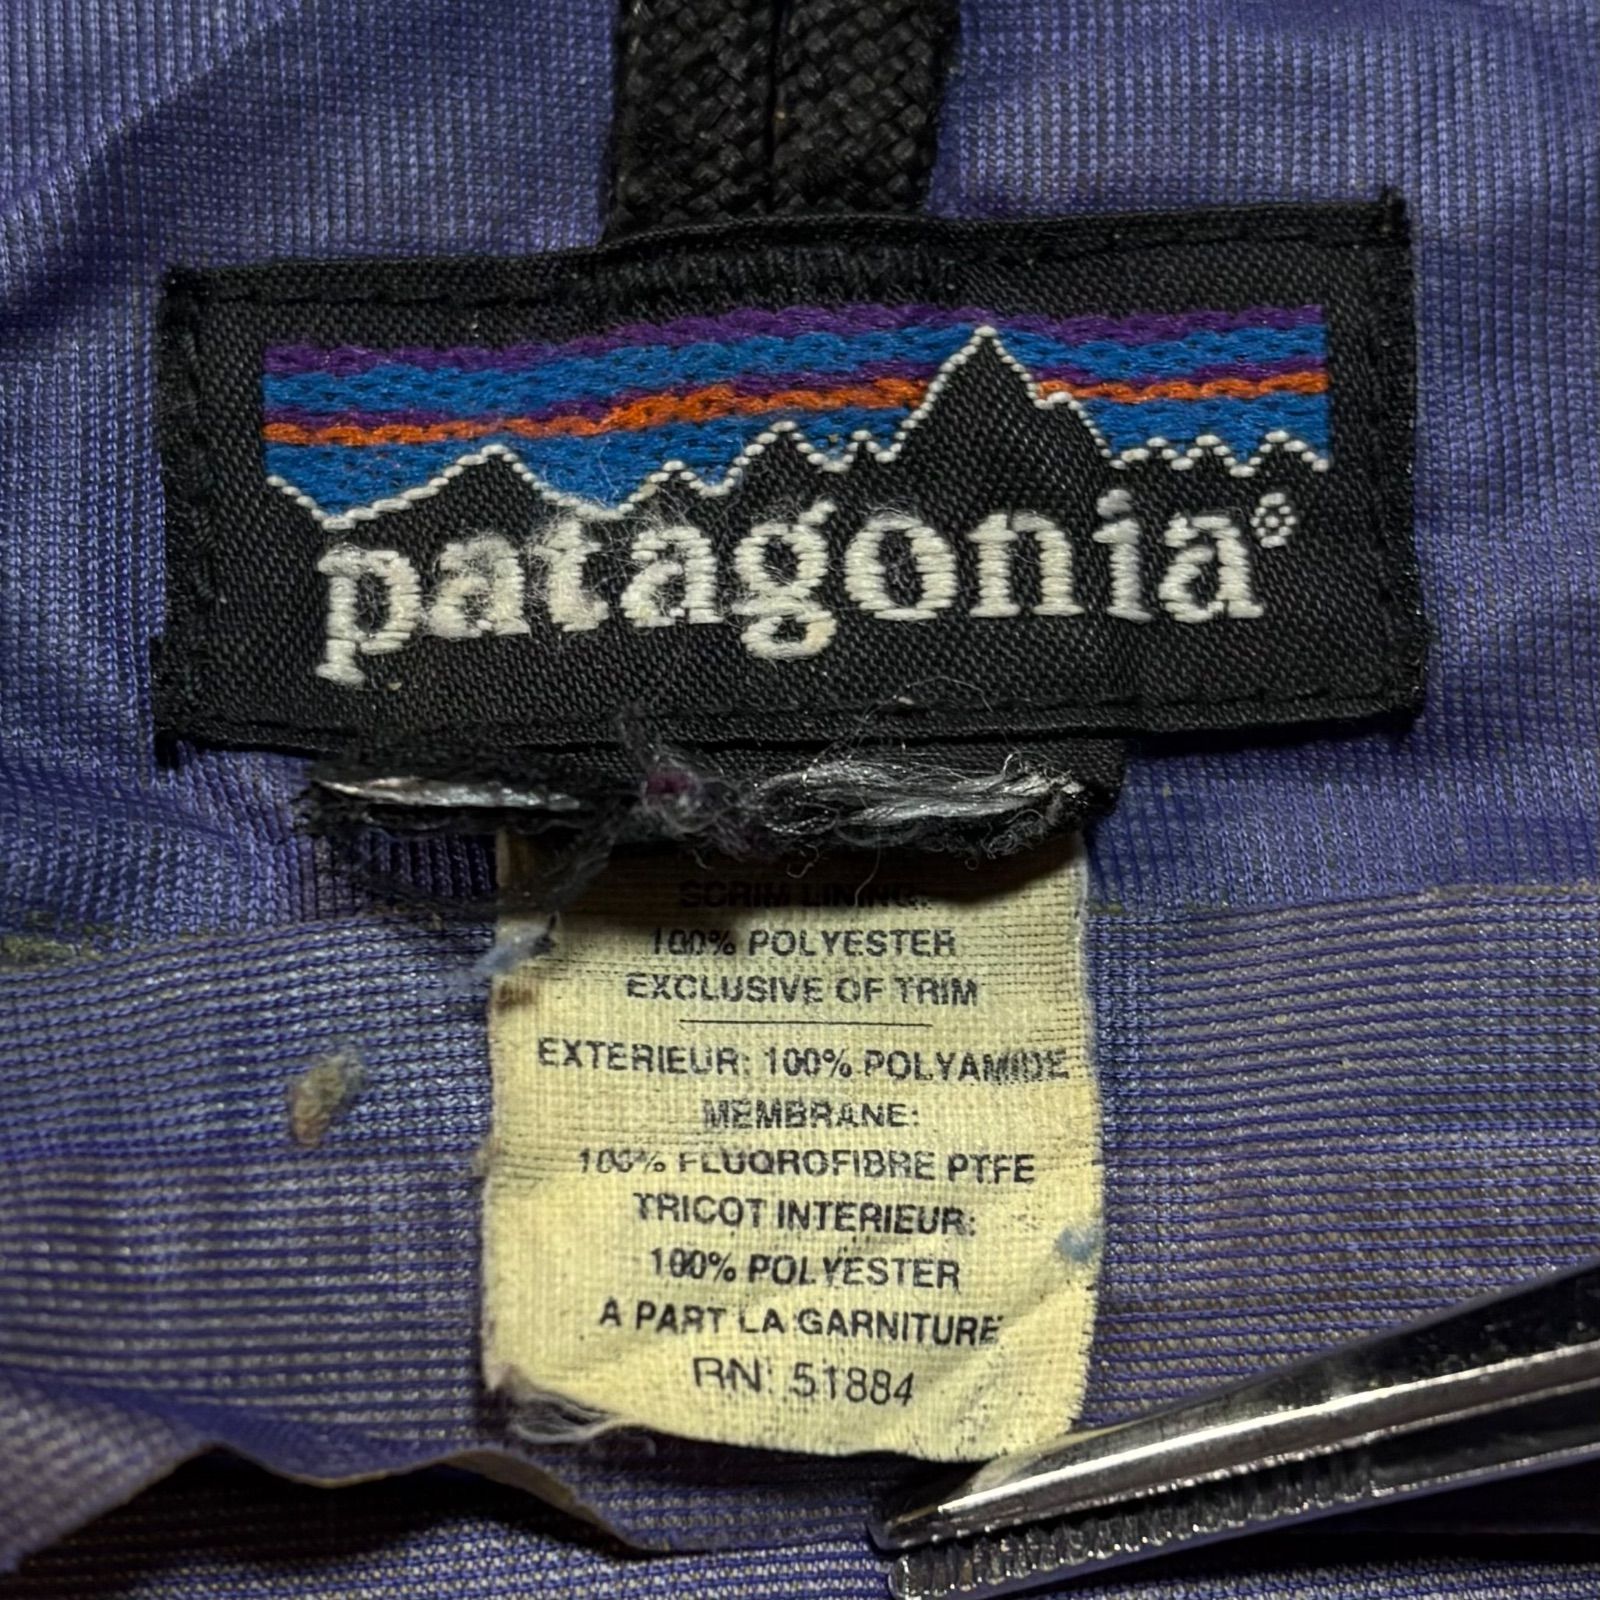 patagonia®
SCRIM LINING:
100% POLYESTER
EXCLUSIVE OF TRIM
EXTERIEUR: 100% POLYAMIDE
MEMBRANE:
100% FLUOROFIBRE PTFE
TRICOT INTERIEUR:
100% POLYESTER
A PART LA GARNITURE
RN: 51884